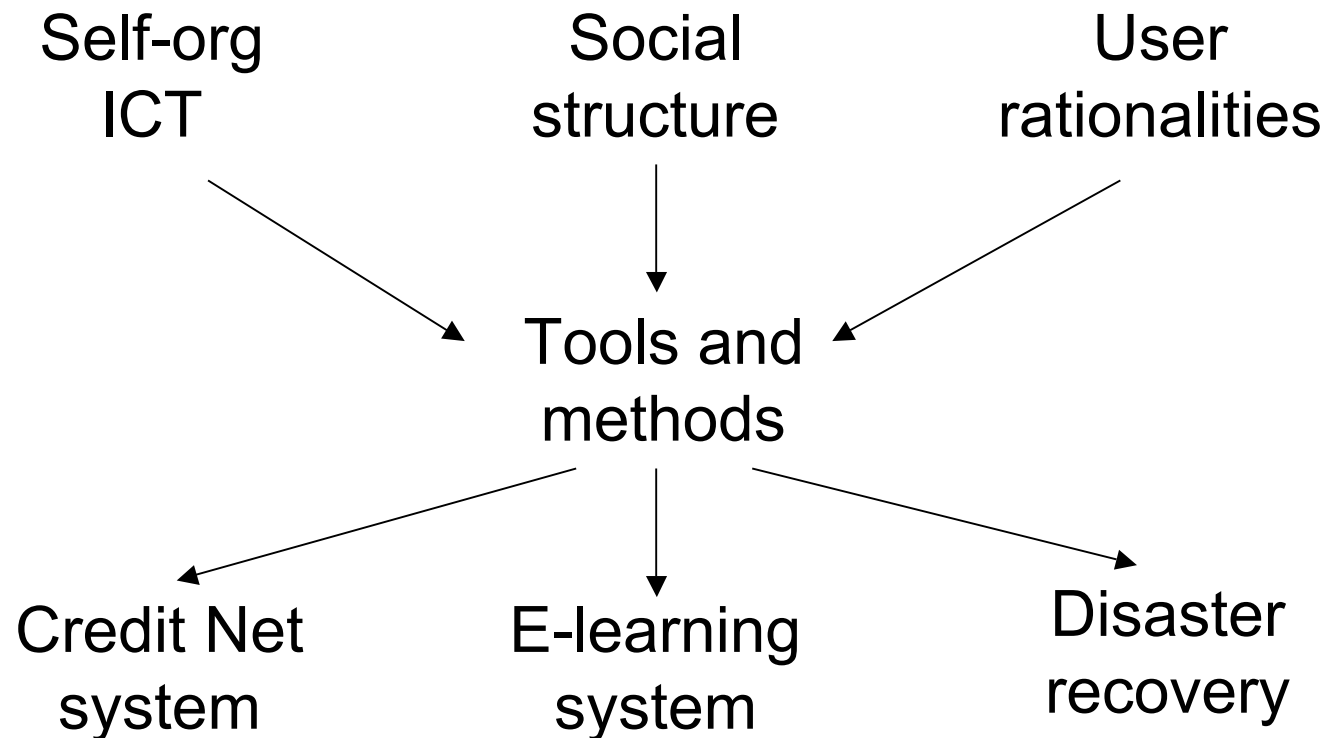 Self-org
ICT
Social
structure
User
rationalities
Tools and
methods
Credit Net
system
E-learning
system
Disaster
recovery